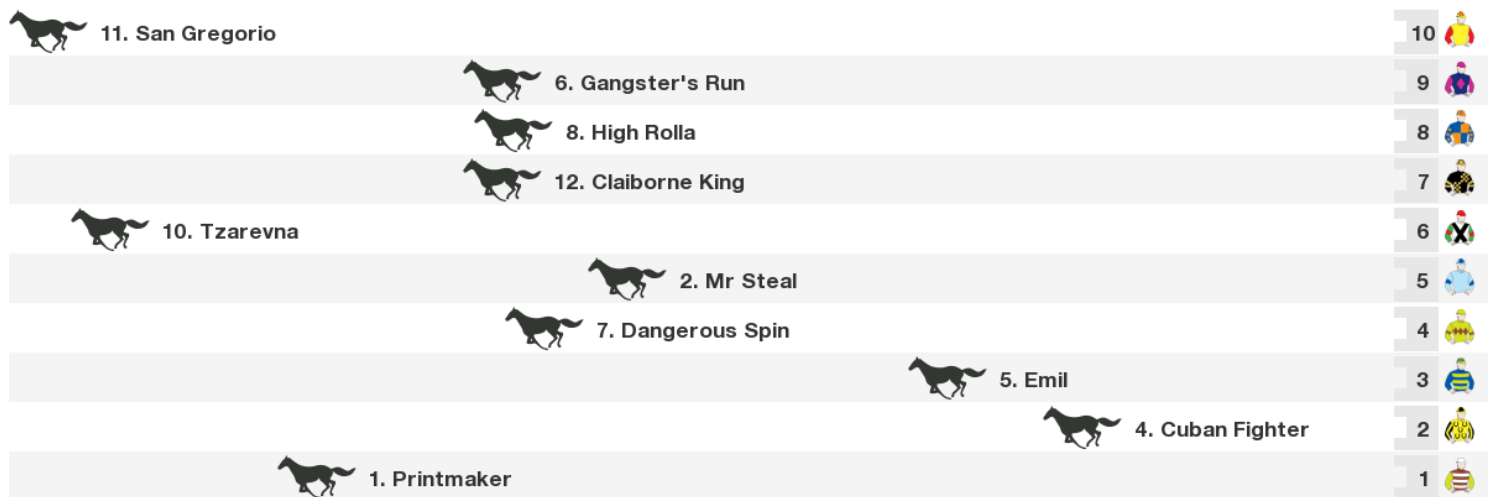 11. San Gregorio 10
6. Gangster's Run 9
8. High Rolla 8
12. Claiborne King 7
10. Tzarevna 6
2. Mr Steal 5
7. Dangerous Spin 4
5. Emil 3
4. Cuban Fighter 2
1. Printmaker 1